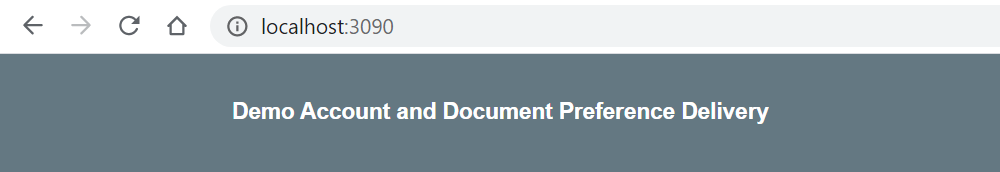 localhost:3090
Demo Account and Document Preference Delivery